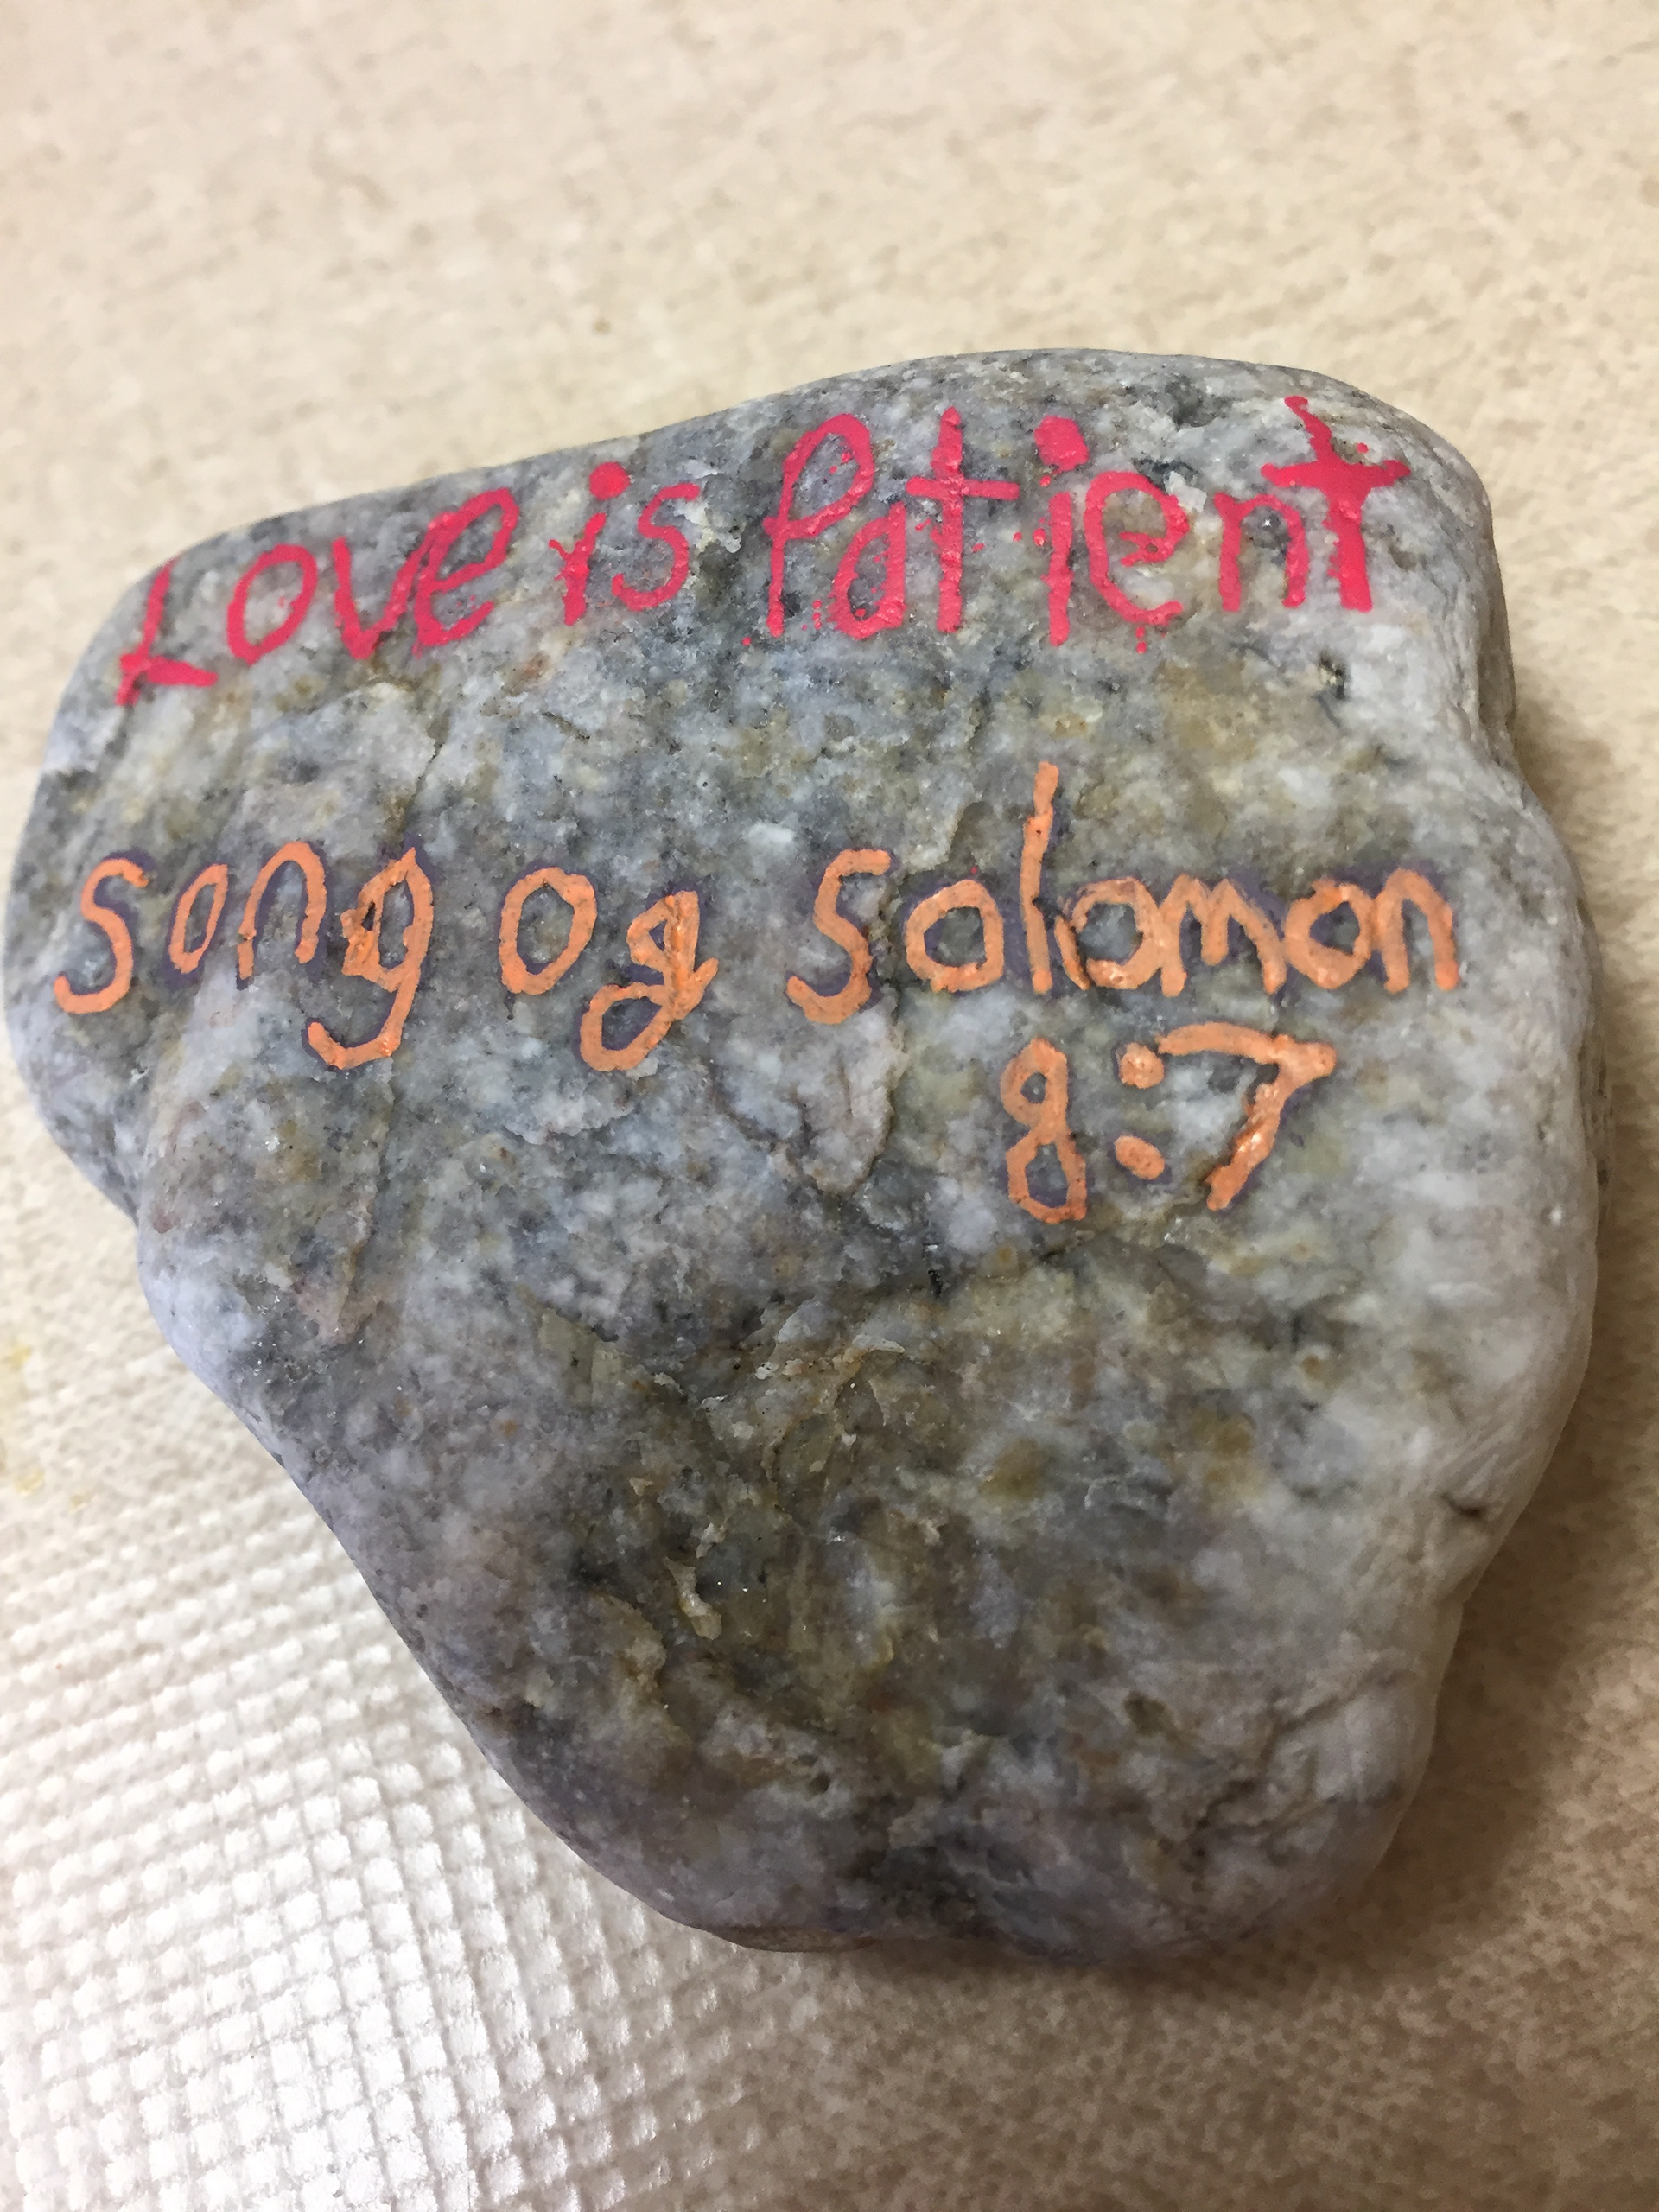 Love is Patient
song og solomon
8:7